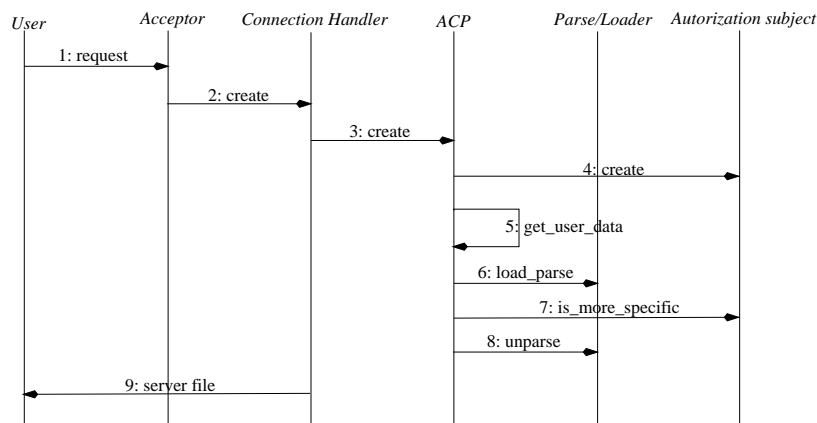 User Acceptor Connection Handler ACP Parse/Loader Autorization subject
1: request
2: create
3: create
4: create
5: get_user_data
6: load_parse
7: is_more_specific
8: unparse
9: server file